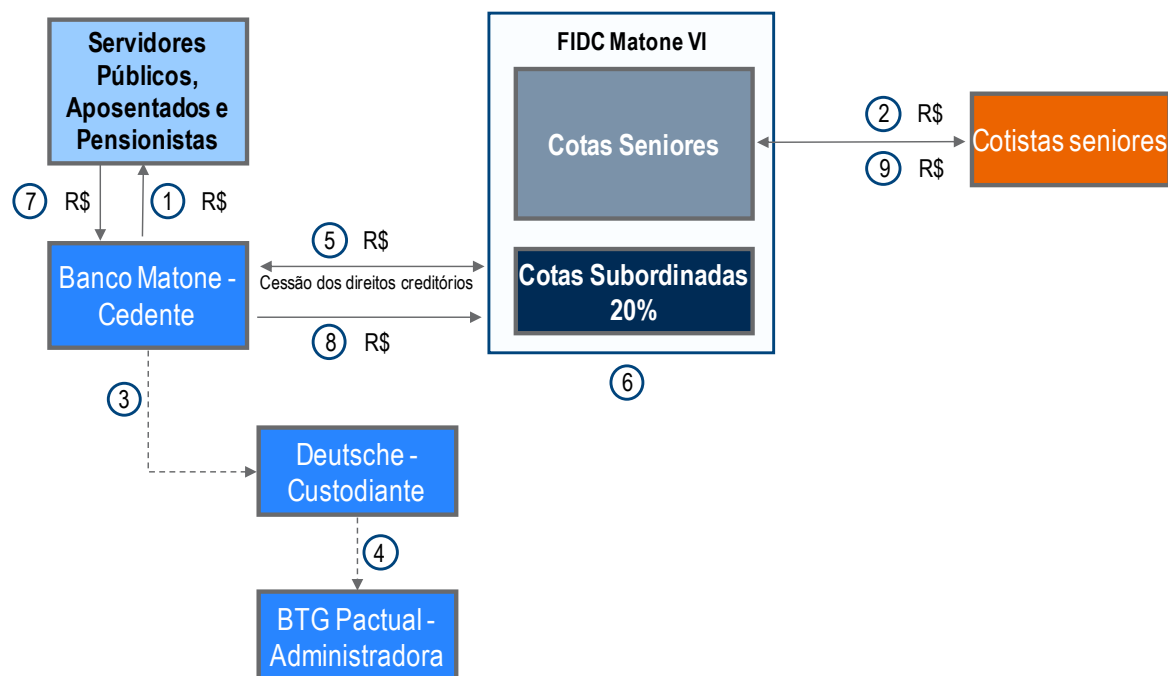 Servidores
Públicos,
Aposentados e
Pensionistas
FIDC Matone VI
Cotas Seniores
2 R$
9 R$
Cotistas seniores
7 R$
1 R$
Banco Matone -
Cedente
5 R$
Cessão dos direitos creditórios
8 R$
Cotas Subordinadas
20%
6
3
Deutsche -
Custodiante
4
BTG Pactual -
Administradora